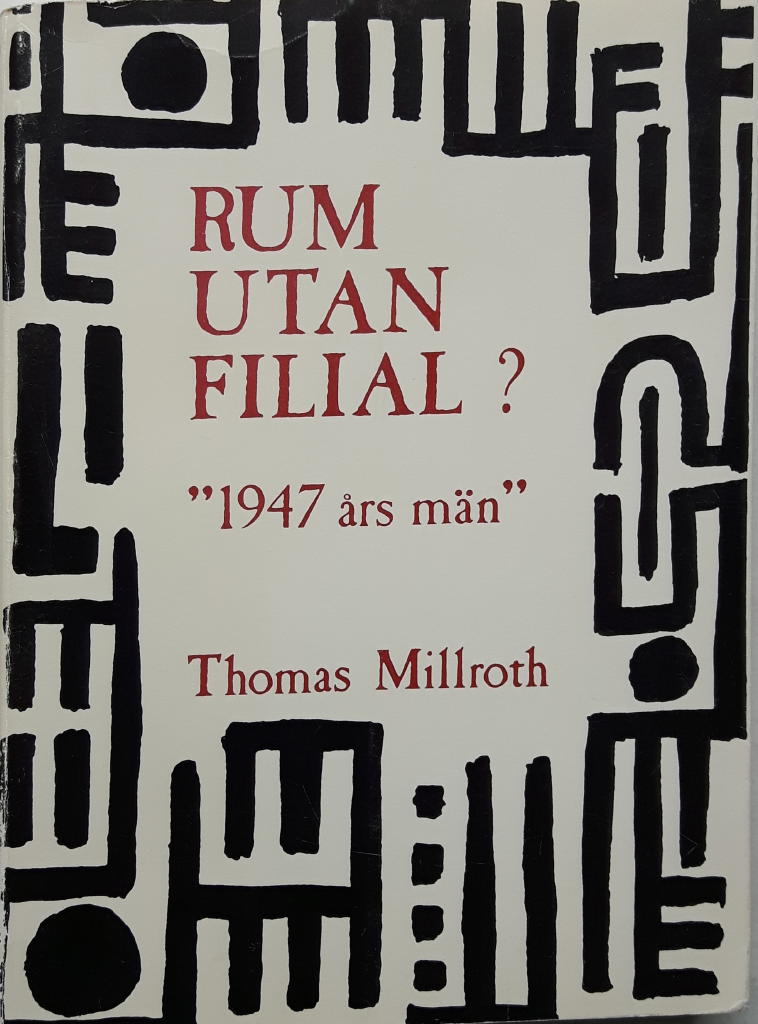 RUM
UTAN
FILIAL ?
”1947 års män”
Thomas Millroth